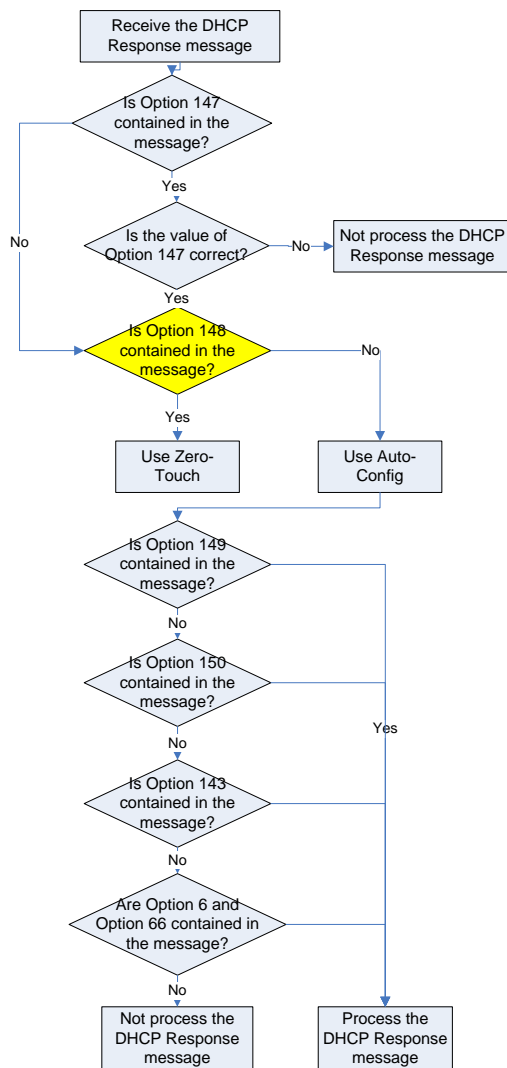 Receive the DHCP
Response message
Is Option 147
contained in the
message?
Yes
No
Is the value of
Option 147 correct?
No
Not process the DHCP
Response message
Yes
Is Option 148
contained in the
message?
No
Yes
Use Zero-
Touch
Use Auto-
Config
Is Option 149
contained in the
message?
No
Is Option 150
contained in the
message?
Yes
No
Is Option 143
contained in the
message?
No
Are Option 6 and
Option 66 contained in
the message?
No
Not process the
DHCP Response
message
Process the
DHCP Response
message